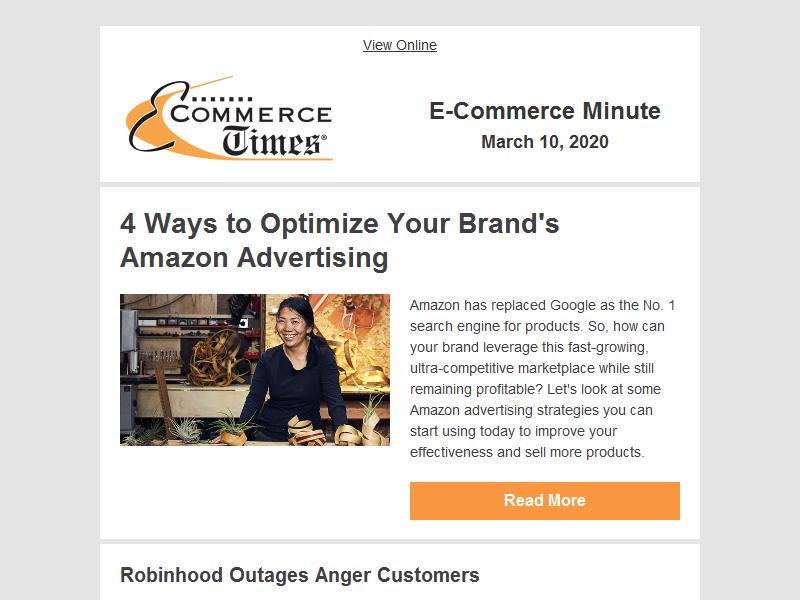 View Online
E-COMMERCE
Times®
E-Commerce Minute
March 10, 2020
4 Ways to Optimize Your Brand's
Amazon Advertising
Amazon has replaced Google as the No. 1
search engine for products. So, how can
your brand leverage this fast-growing,
ultra-competitive marketplace while still
remaining profitable? Let's look at some
Amazon advertising strategies you can
start using today to improve your
effectiveness and sell more products.
Read More
Robinhood Outages Anger Customers